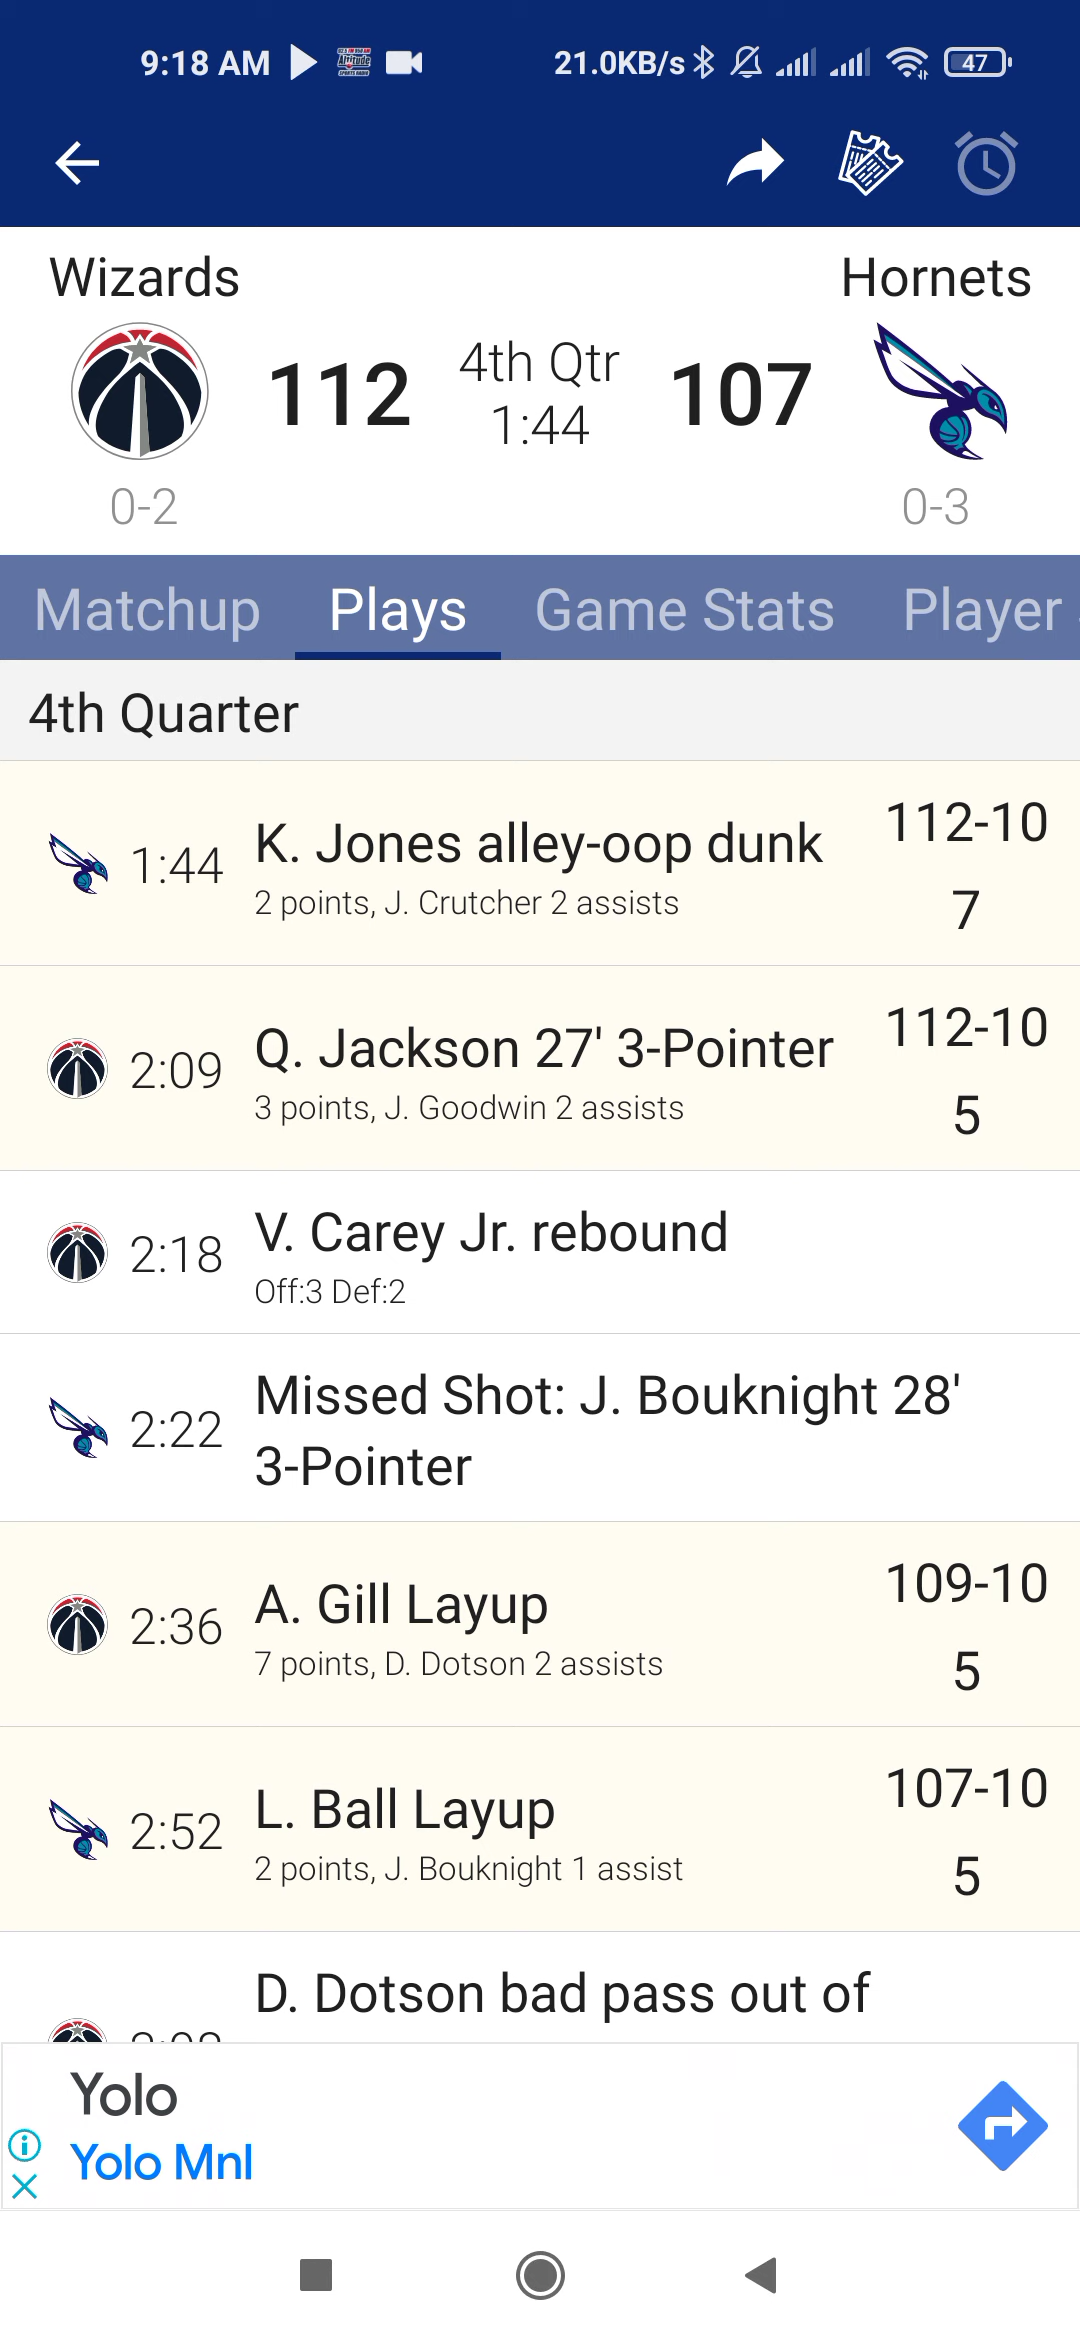 9:18 AM 21.0KB/s 47
Wizards Hornets
112 4th Qtr 107
1:44
0-2 0-3
Matchup Plays Game Stats Player
4th Quarter
1:44 K. Jones alley-oop dunk 112-10
2 points, J. Crutcher 2 assists 7
2:09 Q. Jackson 27' 3-Pointer 112-10
3 points, J. Goodwin 2 assists 5
2:18 V. Carey Jr. rebound
Off:3 Def:2
2:22 Missed Shot: J. Bouknight 28'
3-Pointer
2:36 A. Gill Layup 109-10
7 points, D. Dotson 2 assists 5
2:52 L. Ball Layup 107-10
2 points, J. Bouknight 1 assist 5
D. Dotson bad pass out of
Yolo
Yolo Mnl